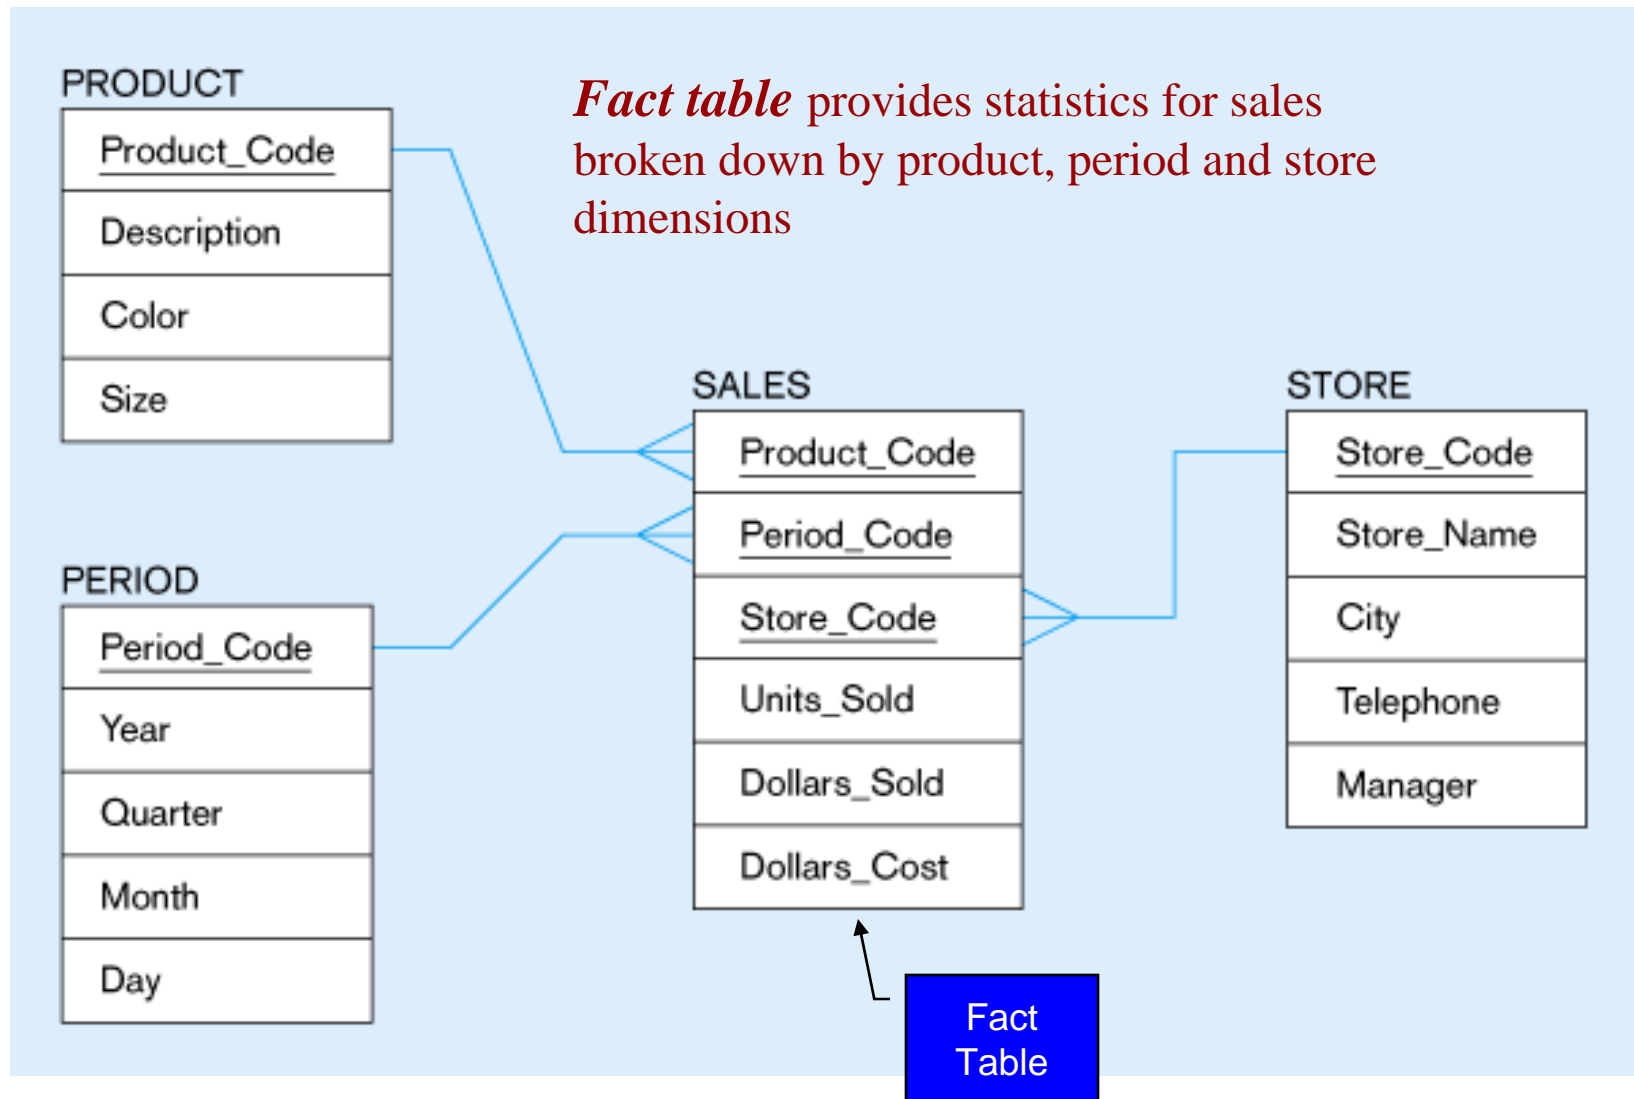 PRODUCT
Product_Code
Description
Color
Size
Fact table provides statistics for sales
broken down by product, period and store
dimensions
PERIOD
Period_Code
Year
Quarter
Month
Day
SALES
Product_Code
Period_Code
Store_Code
Units_Sold
Dollars_Sold
Dollars_Cost
STORE
Store_Code
Store_Name
City
Telephone
Manager
Fact
Table